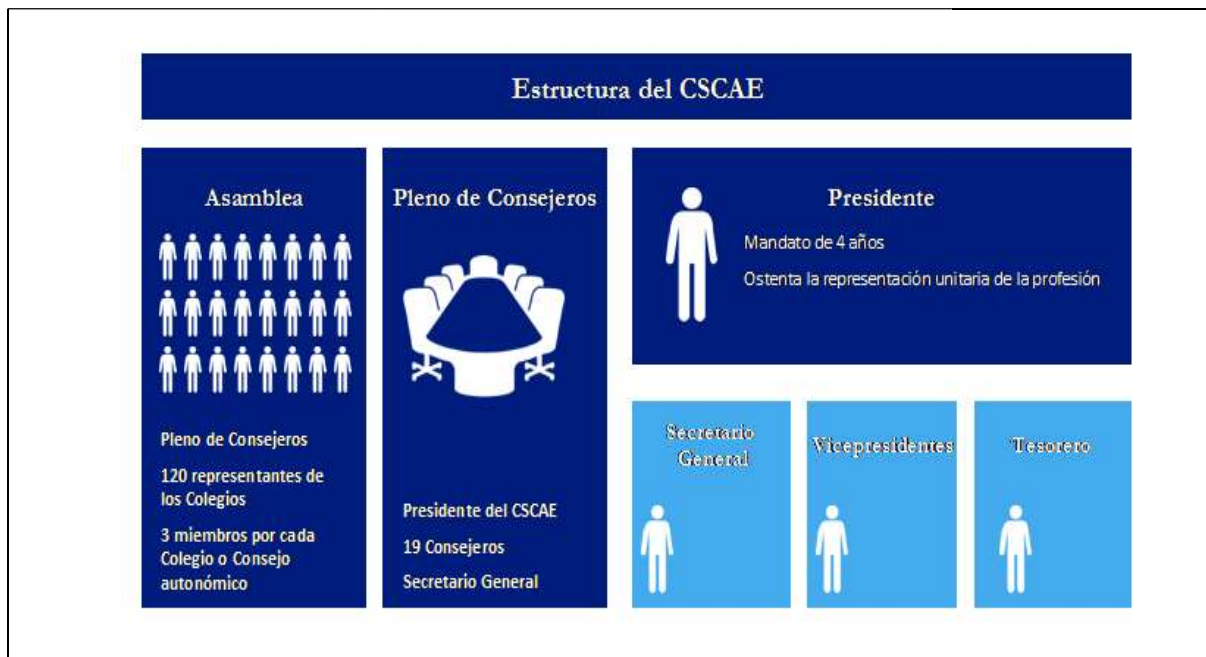 Estructura del CSCAE
Asamblea
Pleno de Consejeros
120 representantes de
los Colegios
3 miembros por cada
Colegio o Consejo
autonómico
Pleno de Consejeros
Presidente del CSCAE
19 Consejeros
Secretario General
Presidente
Mandato de 4 años
Ostenta la representación unitaria de la profesión
Secretario
General
Vicepresidentes
Tesorero